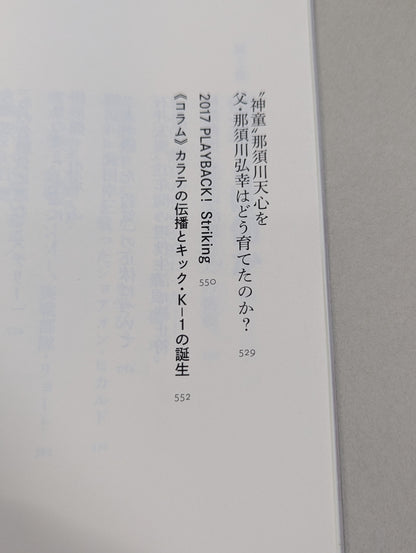 〝神童〟那須川天心を
父・那須川弘幸はどう育てたのか? 529
2017 PLAYBACK! Striking 550
《コラム》カラテの伝播とキック・K−1の誕生 552